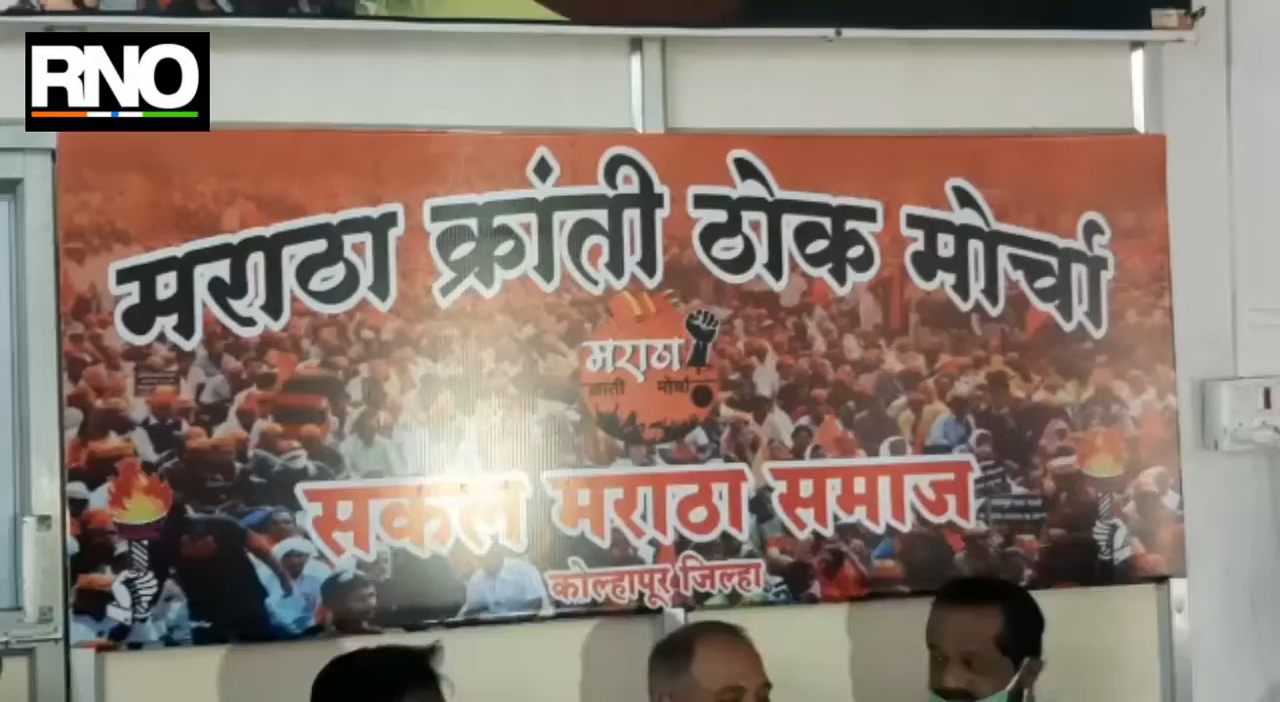 RNO
मराठा क्रांती ठोक मोर्चा
मराठा
क्रांती मोर्चा
सकल मराठा समाज
कोल्हापूर जिल्हा